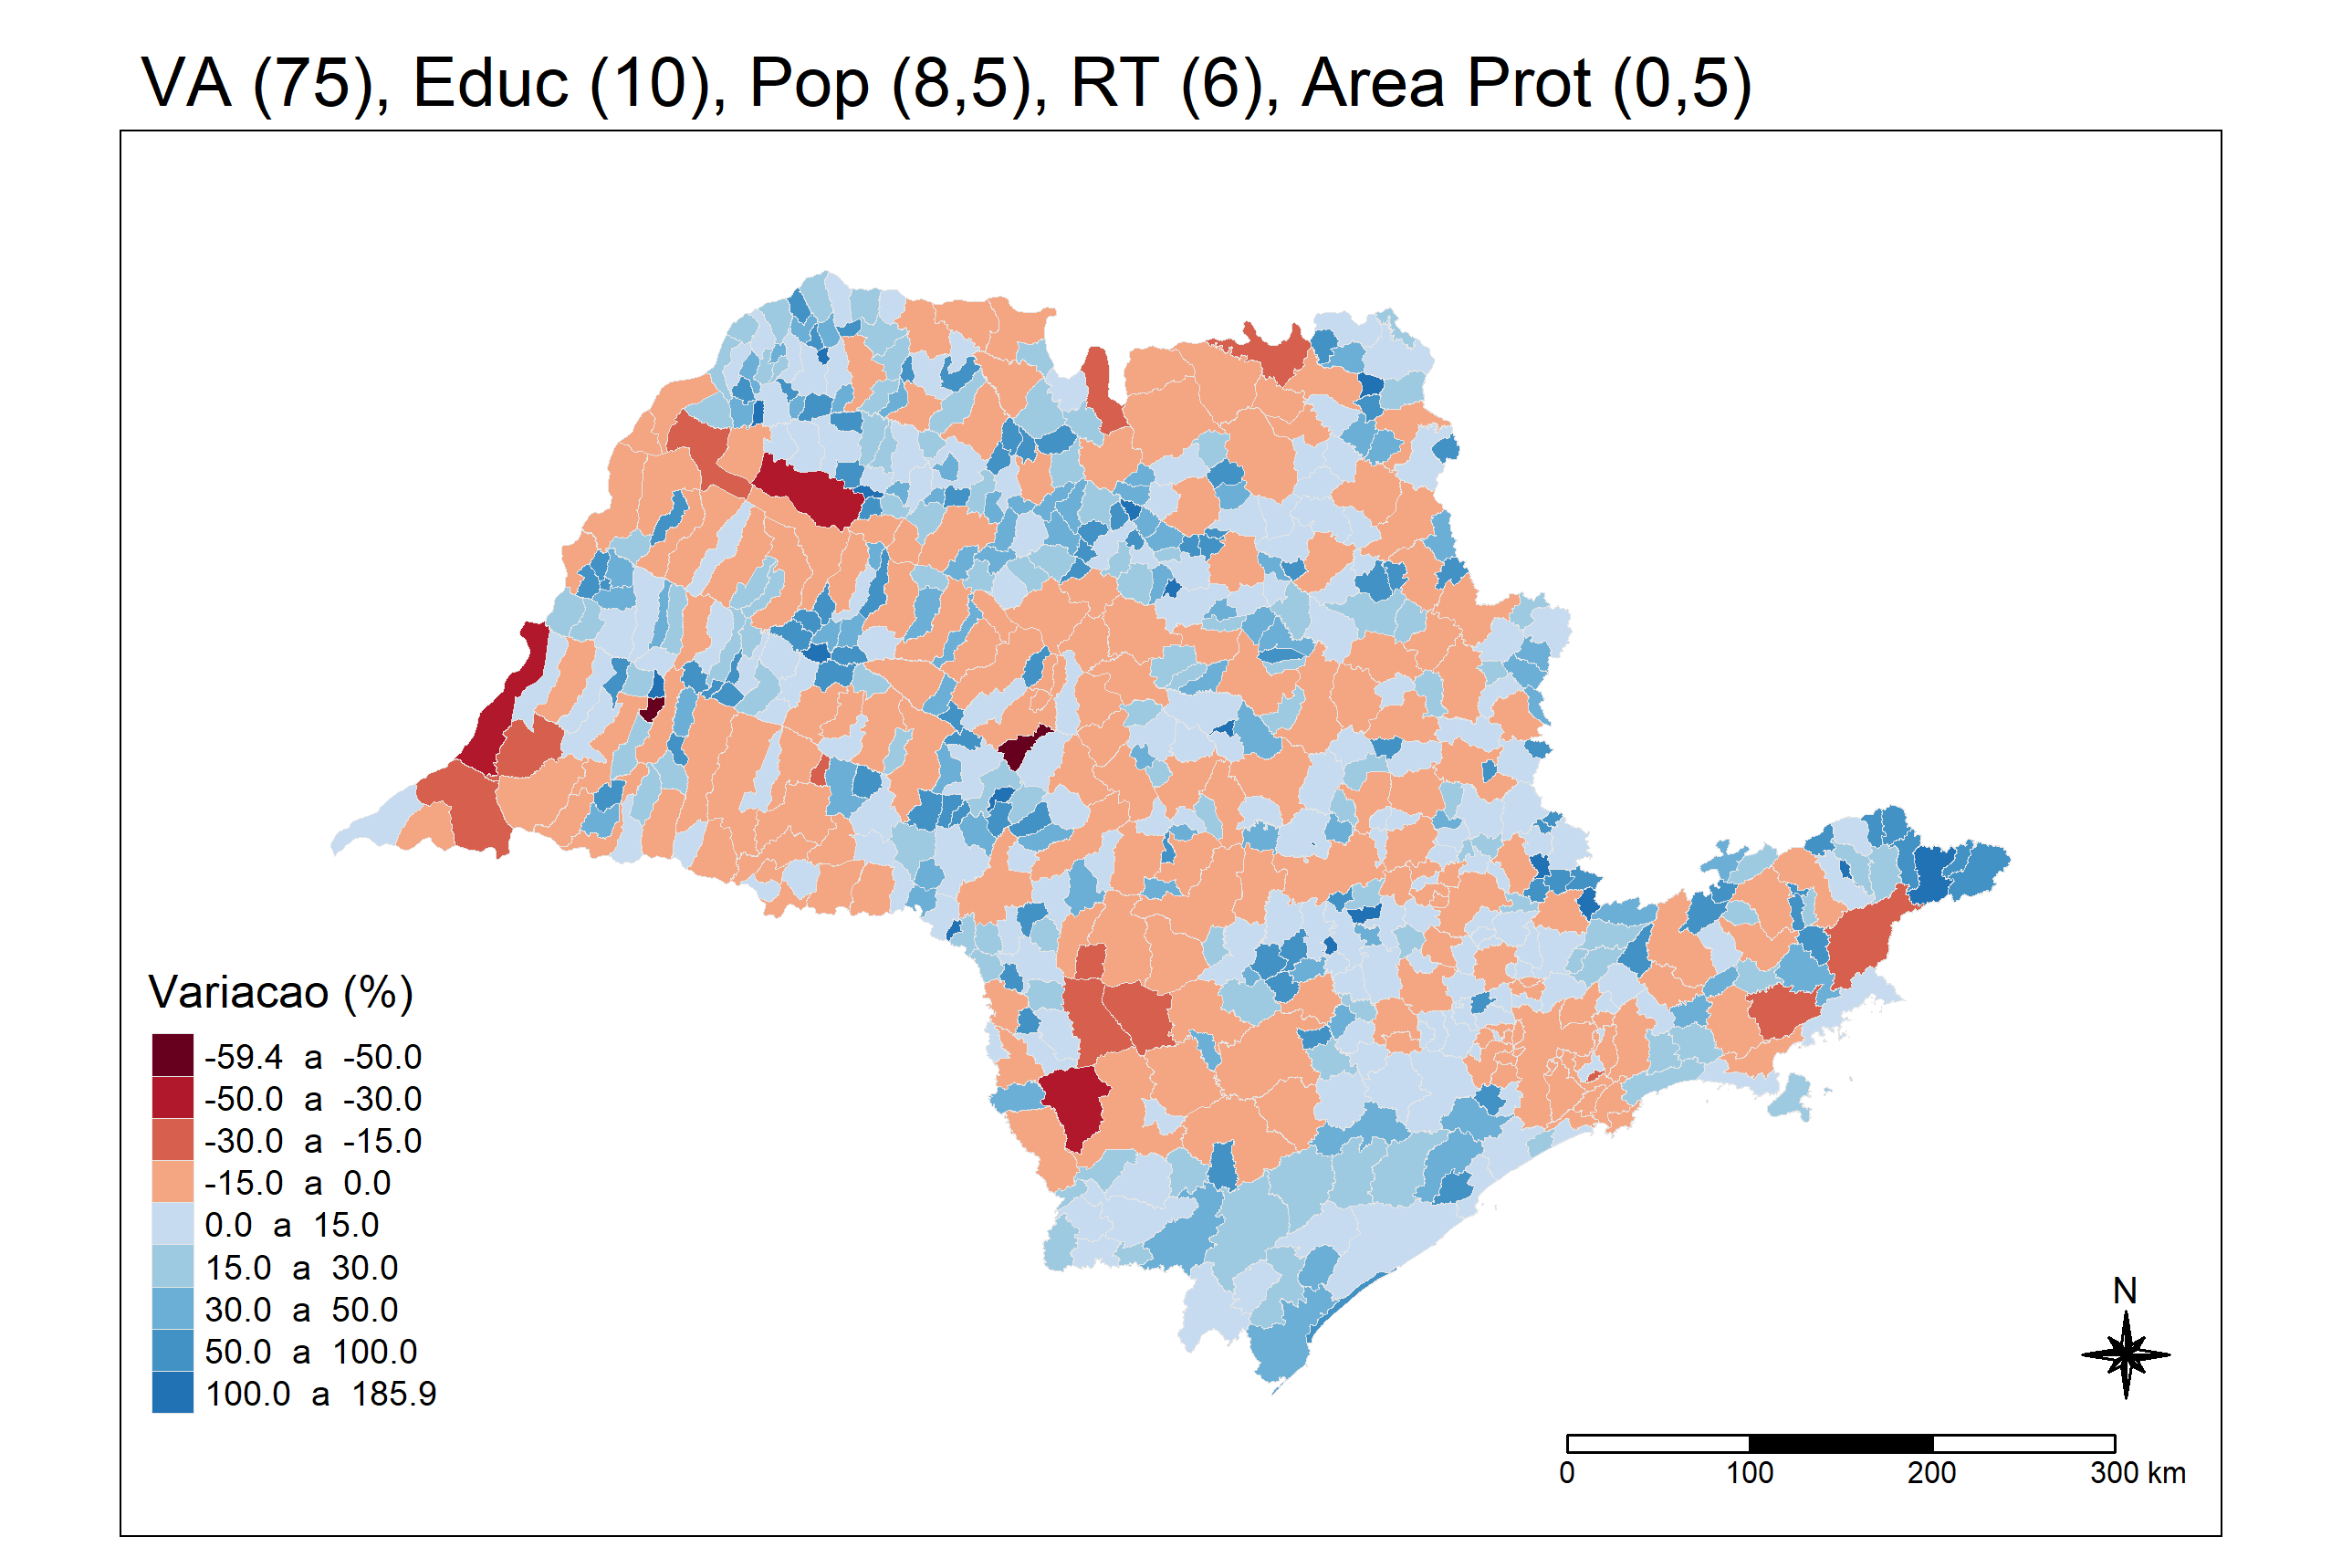 VA (75), Educ (10), Pop (8,5), RT (6), Area Prot (0,5)
Variacao (%)
-59.4 a -50.0
-50.0 a -30.0
-30.0 a -15.0
-15.0 a 0.0
0.0 a 15.0
15.0 a 30.0
30.0 a 50.0
50.0 a 100.0
100.0 a 185.9
N
0 100 200 300 km